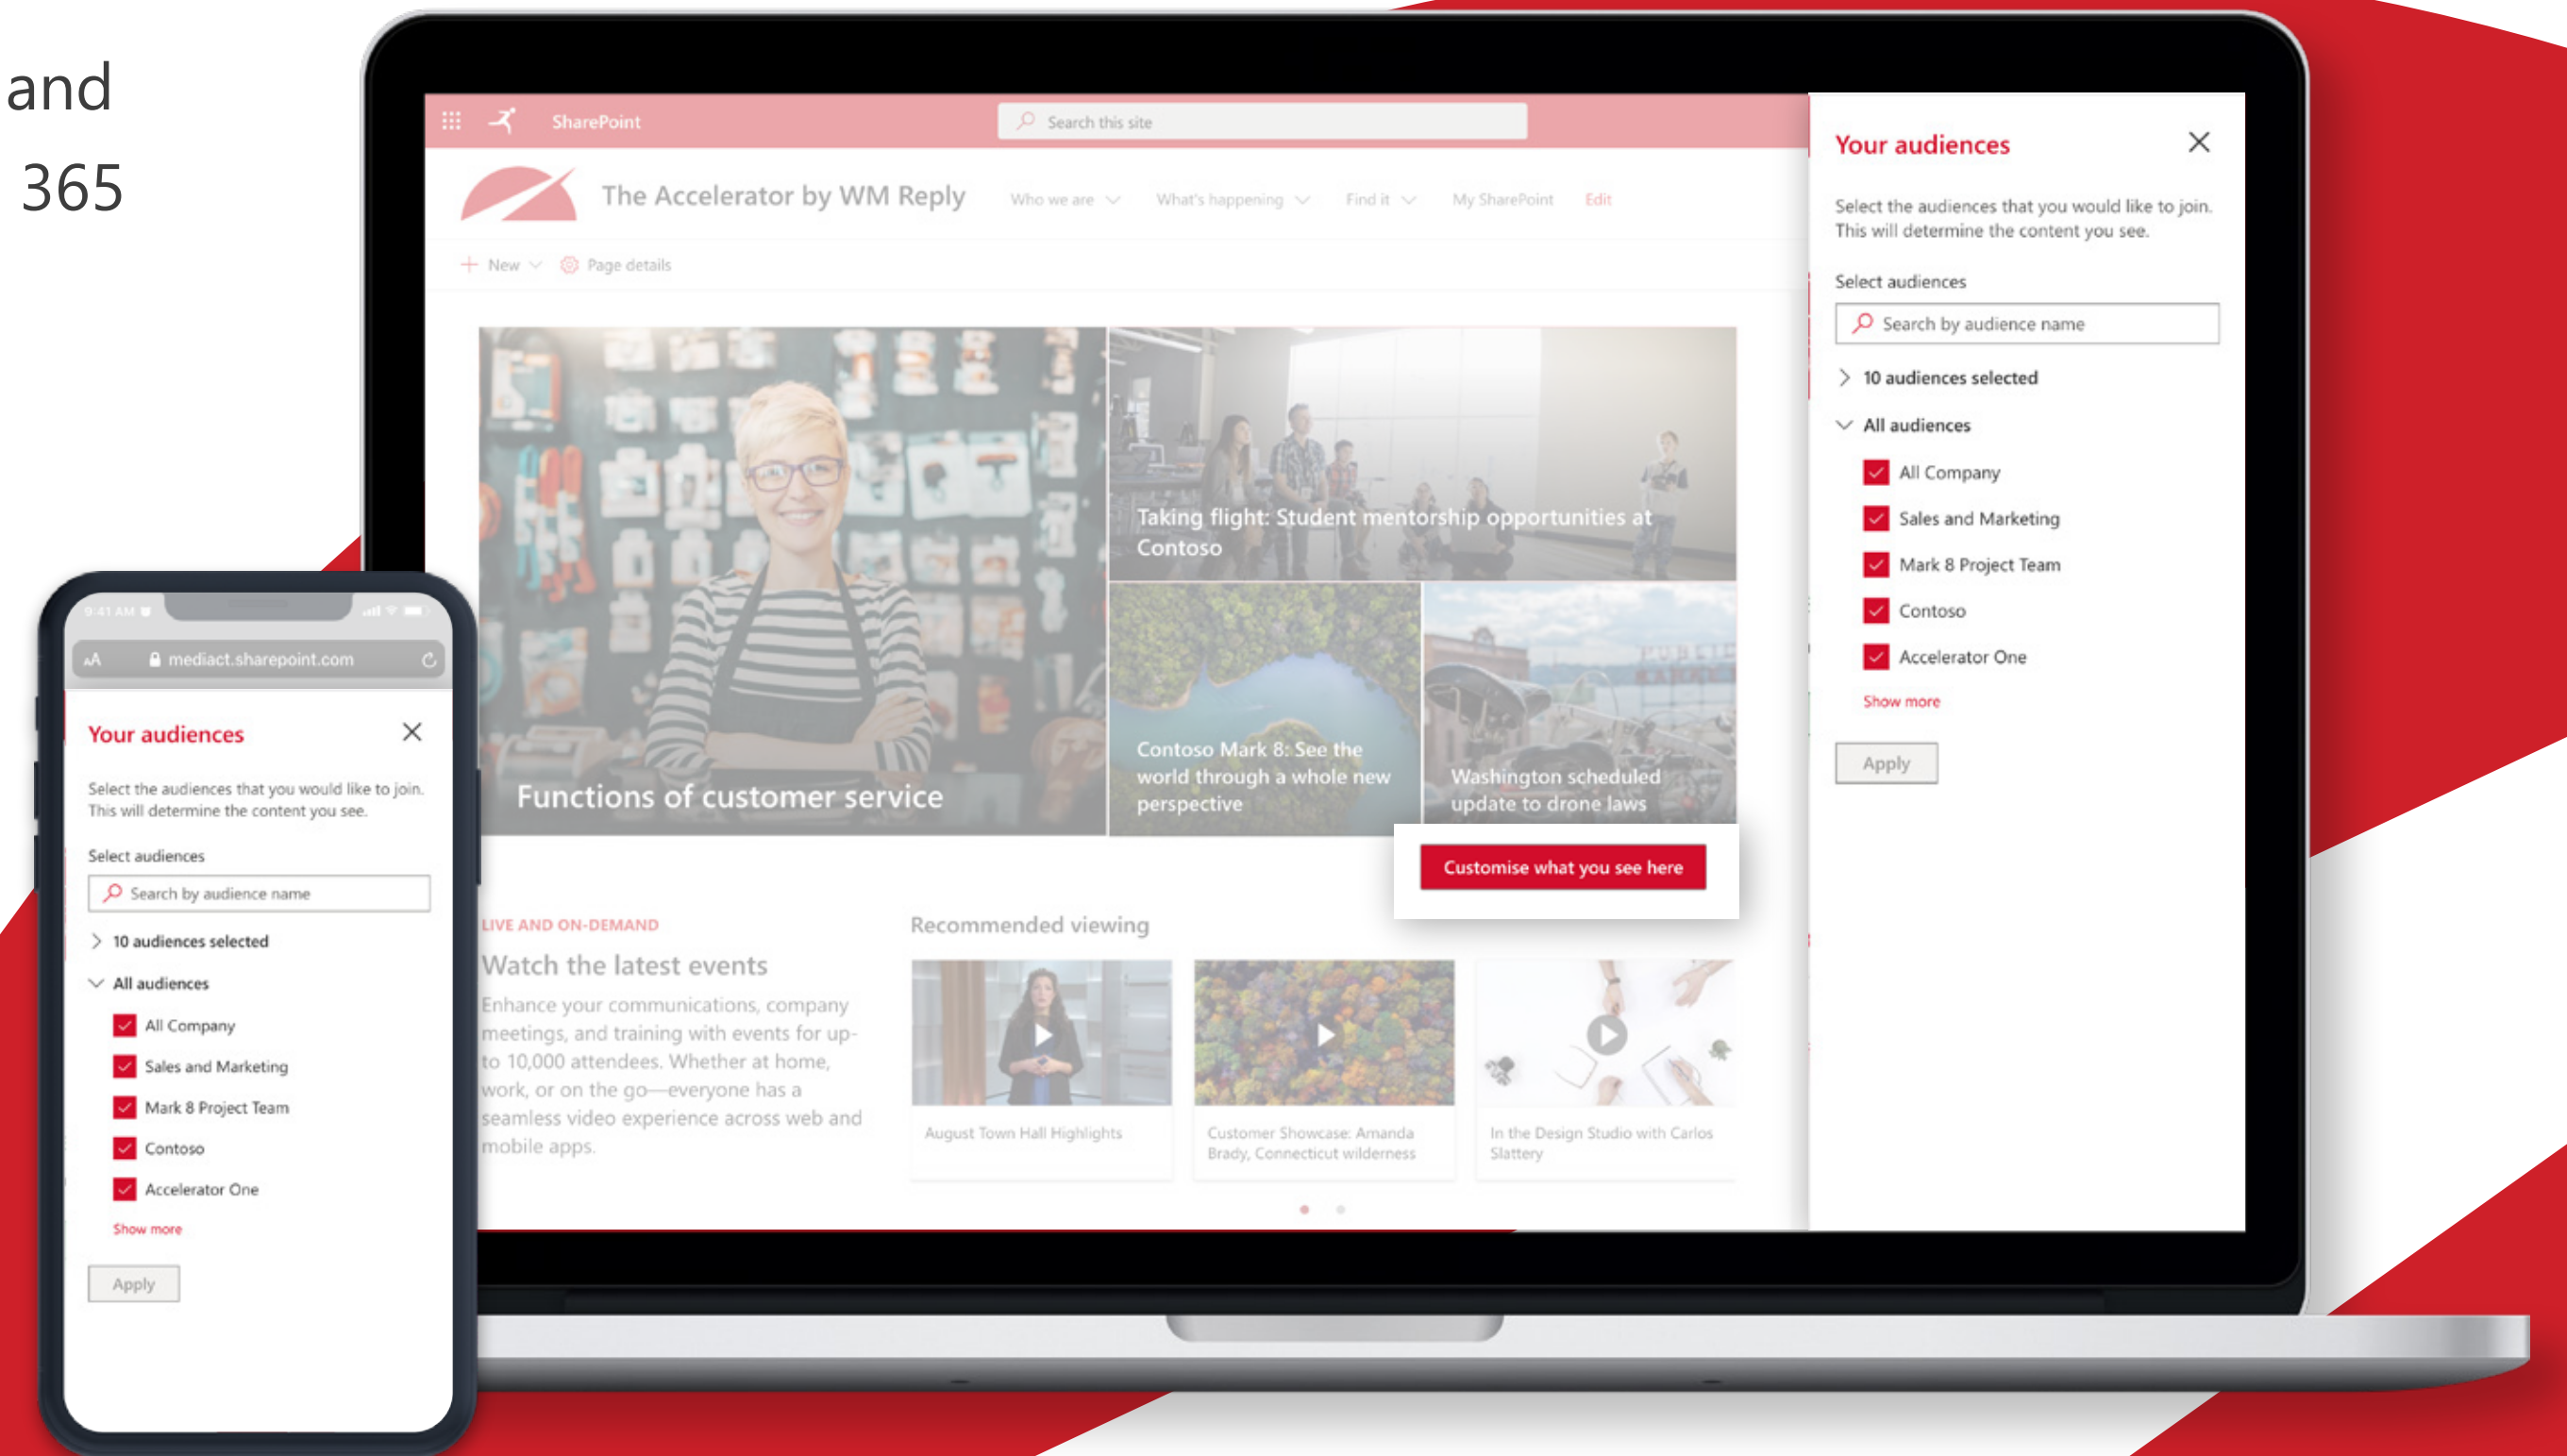 and
365
SharePoint
Search this site
The Accelerator by WM Reply
Who we are
What's happening
Find it
My SharePoint
Edit
New
Page details
Functions of customer service
Taking flight: Student mentorship opportunities at
Contoso
Contoso Mark 8: See the
world through a whole new
perspective
PUBLIC
MARKET
Washington scheduled
update to drone laws
Customise what you see here
LIVE AND ON-DEMAND
Watch the latest events
Enhance your communications, company
meetings, and training with events for up-
to 10,000 attendees. Whether at home,
work, or on the go—everyone has a
seamless video experience across web and
mobile apps.
Recommended viewing
August Town Hall Highlights
Customer Showcase: Amanda
Brady, Connecticut wilderness
In the Design Studio with Carlos
Slattery
Your audiences
Select the audiences that you would like to join.
This will determine the content you see.
Select audiences
Search by audience name
10 audiences selected
All audiences
All Company
Sales and Marketing
Mark 8 Project Team
Contoso
Accelerator One
Show more
Apply
9:41 AM
AA
mediact.sharepoint.com
Your audiences
Select the audiences that you would like to join.
This will determine the content you see.
Select audiences
Search by audience name
10 audiences selected
All audiences
All Company
Sales and Marketing
Mark 8 Project Team
Contoso
Accelerator One
Show more
Apply